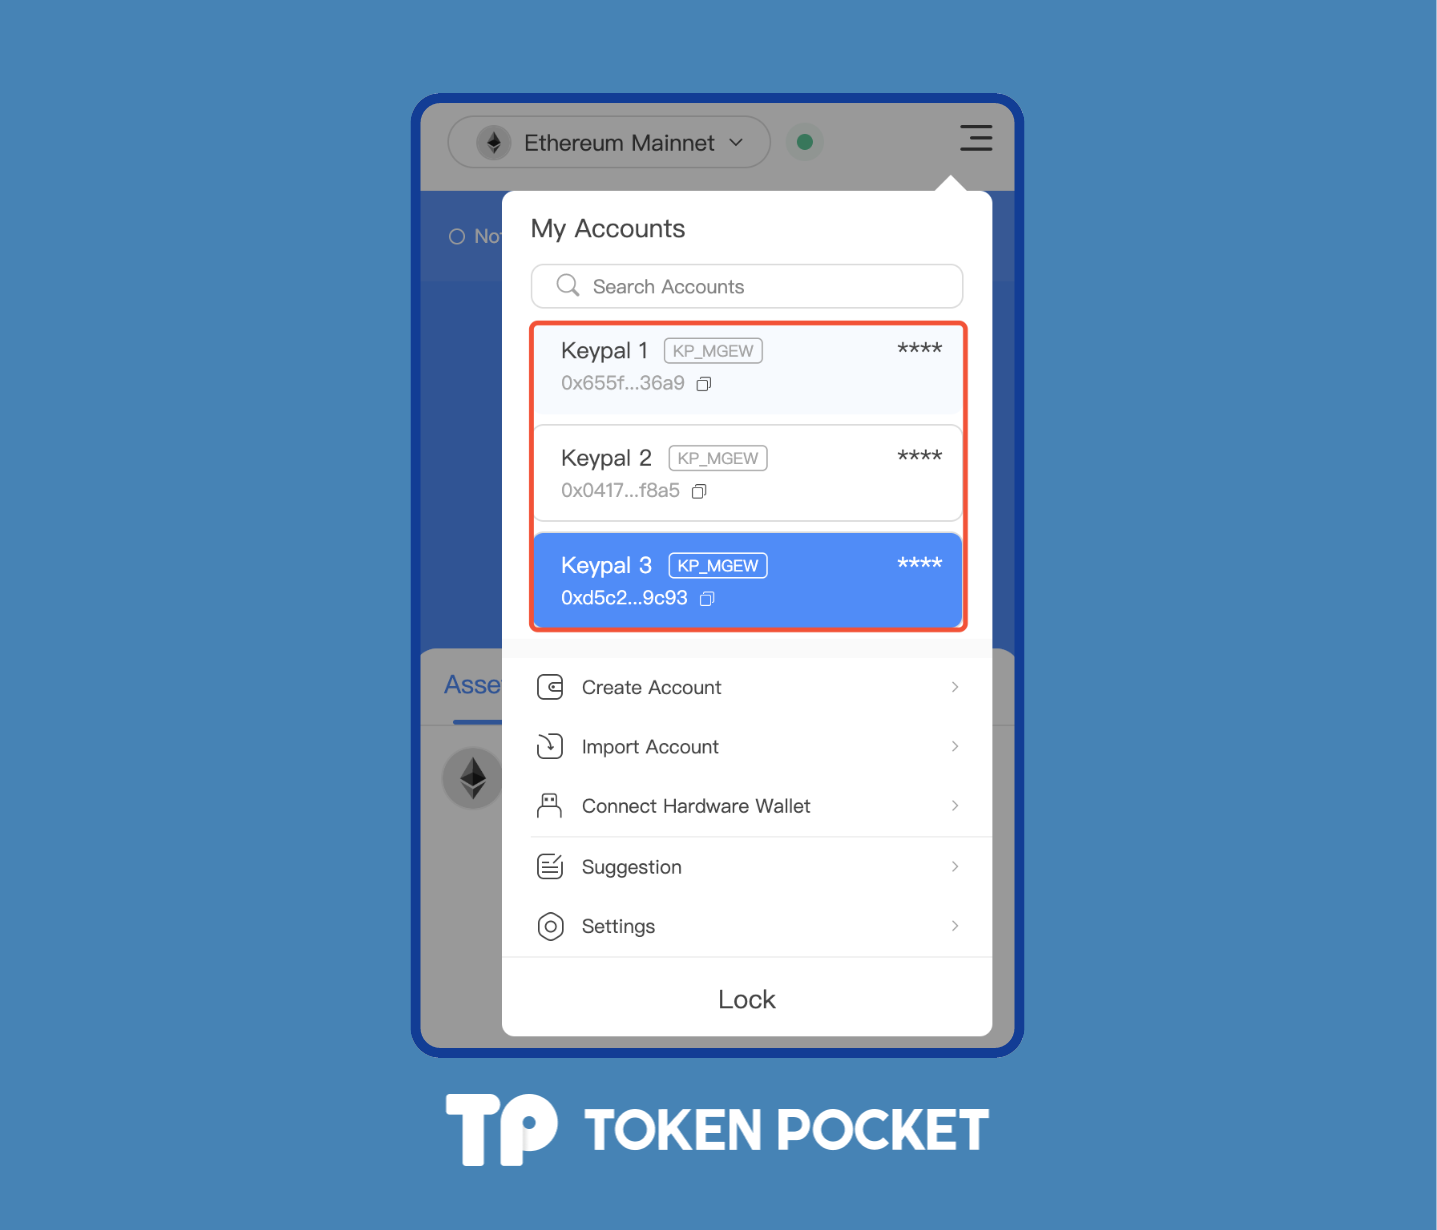 Ethereum Mainnet
No
My Accounts
Search Accounts
Keypal 1 KP_MGEW ****
0x655f...36a9
Keypal 2 KP_MGEW ****
0x0417...f8a5
Keypal 3 KP_MGEW ****
0xd5c2...9c93
Asse
Create Account
Import Account
Connect Hardware Wallet
Suggestion
Settings
Lock
TP TOKEN POCKET